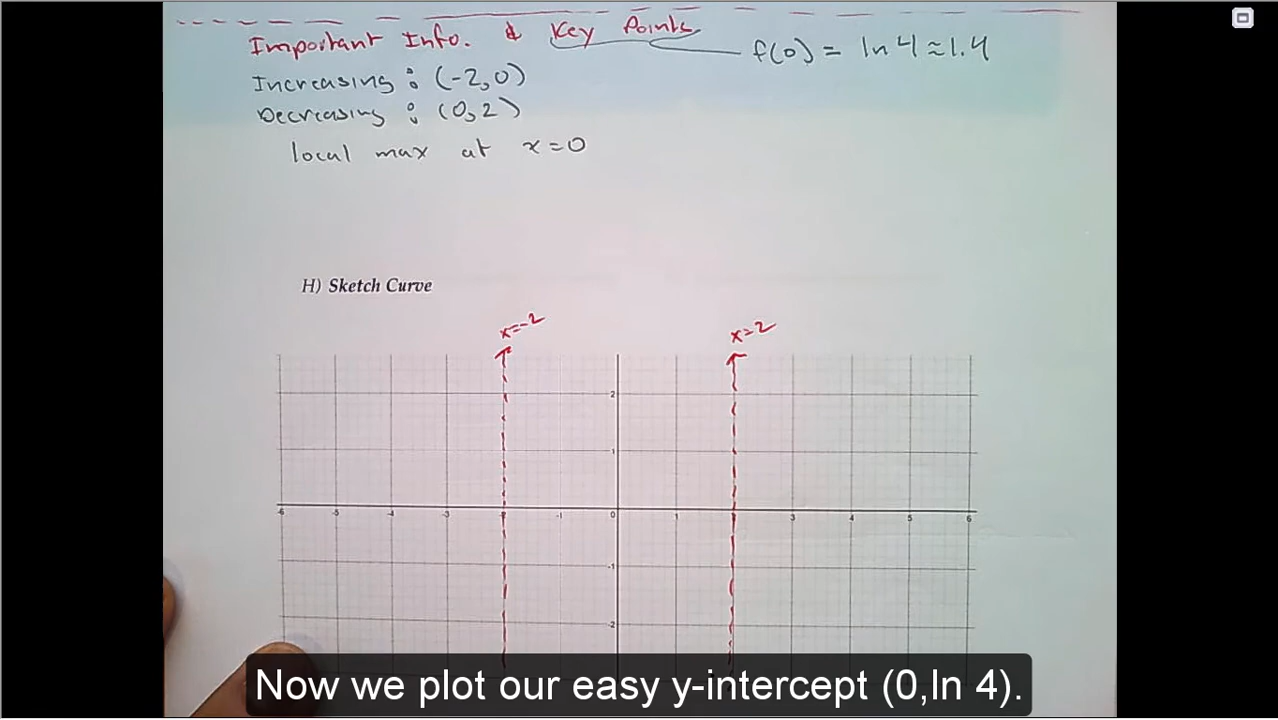 Important Info. & Key Points
f(0) = ln 4 ≈ 1.4
Increasing : (-2,0)
Decreasing : (0,2)
local max at x=0
H) Sketch Curve
x=-2
x=2
2
1
-6 -5 -4 -3 -1 0 1 3 4 5 6
-1
-2
Now we plot our easy y-intercept (0,ln 4).